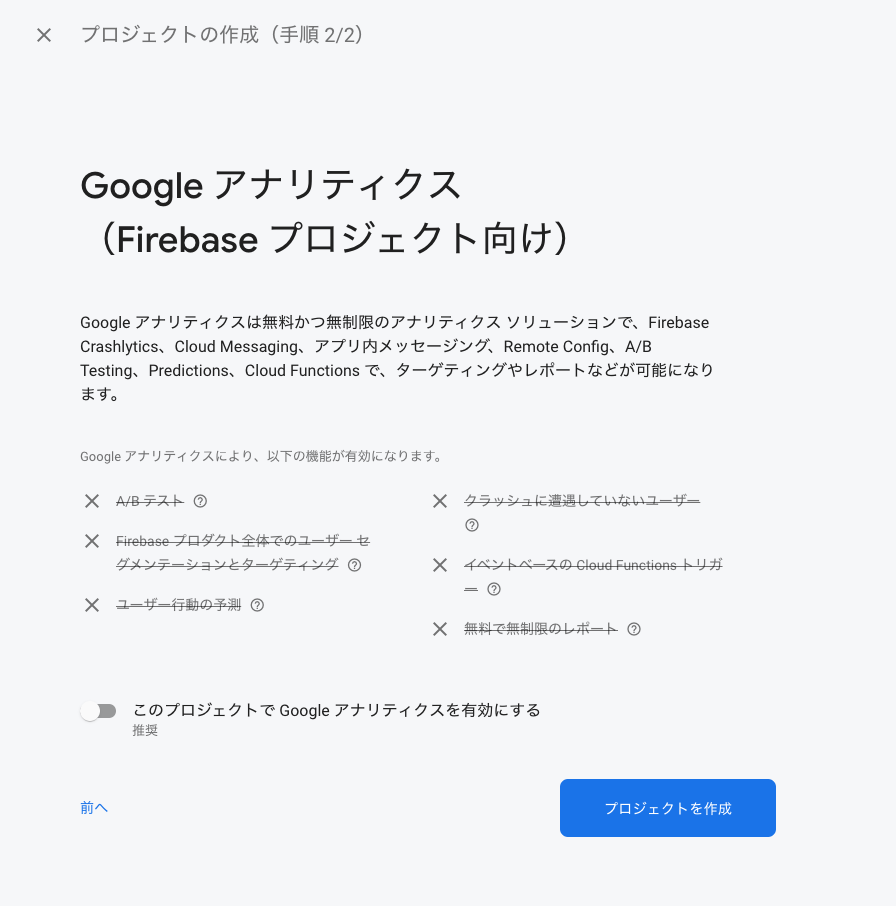 プロジェクトの作成（手順 2/2）
Google アナリティクス
（Firebase プロジェクト向け）
Google アナリティクスは無料かつ無制限のアナリティクス ソリューションで、Firebase
Crashlytics、Cloud Messaging、アプリ内メッセージング、Remote Config、A/B
Testing、Predictions、Cloud Functions で、ターゲティングやレポートなどが可能になり
ます。
Google アナリティクスにより、以下の機能が有効になります。
A/B テスト
Firebase プロダクト全体でのユーザー セ
グメンテーションとターゲティング
ユーザー行動の予測
クラッシュに遭遇していないユーザー
イベントベースの Cloud Functions トリガ
ー
無料で無制限のレポート
このプロジェクトで Google アナリティクスを有効にする
推奨
前へ
プロジェクトを作成